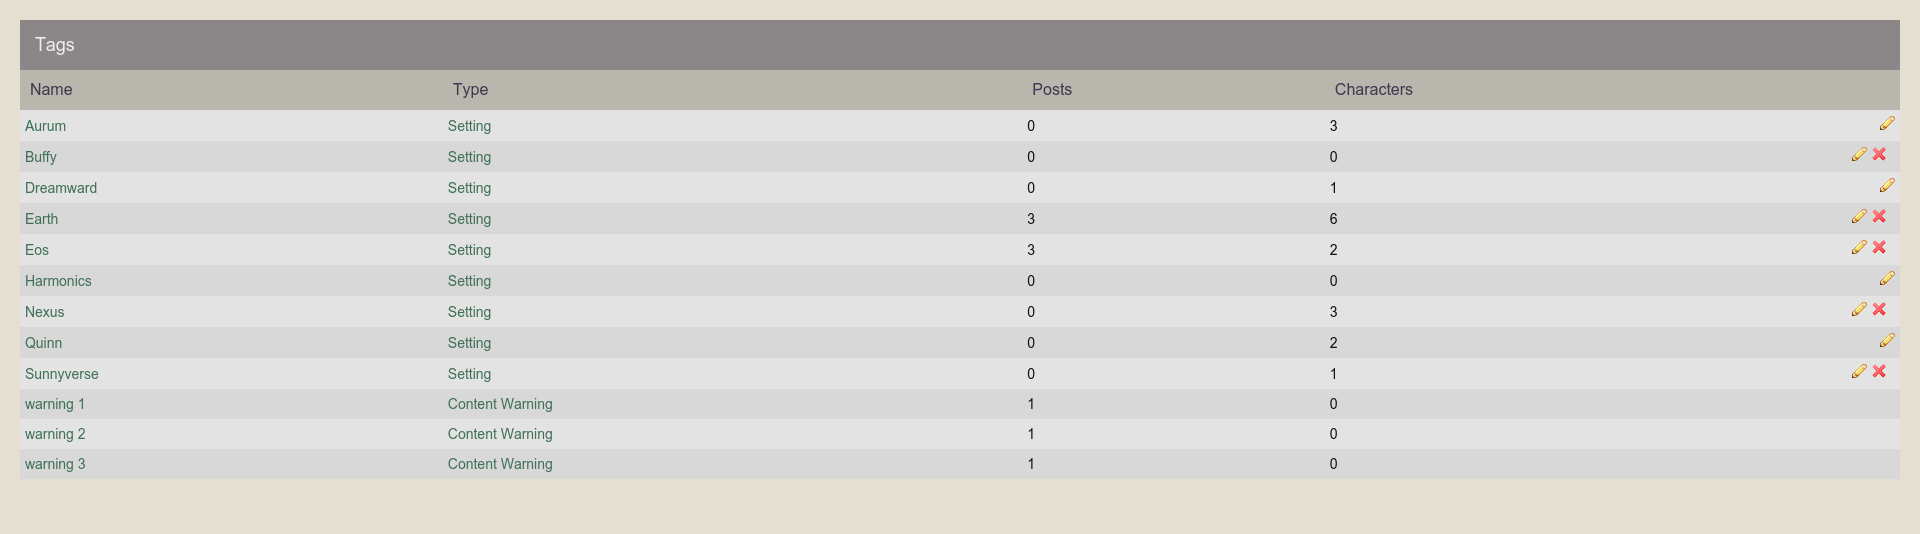 Tags
Name Type Posts Characters
Aurum Setting 0 3
Buffy Setting 0 0
Dreamward Setting 0 1
Earth Setting 3 6
Eos Setting 3 2
Harmonics Setting 0 0
Nexus Setting 0 3
Quinn Setting 0 2
Sunnyverse Setting 0 1
warning 1 Content Warning 1 0
warning 2 Content Warning 1 0
warning 3 Content Warning 1 0